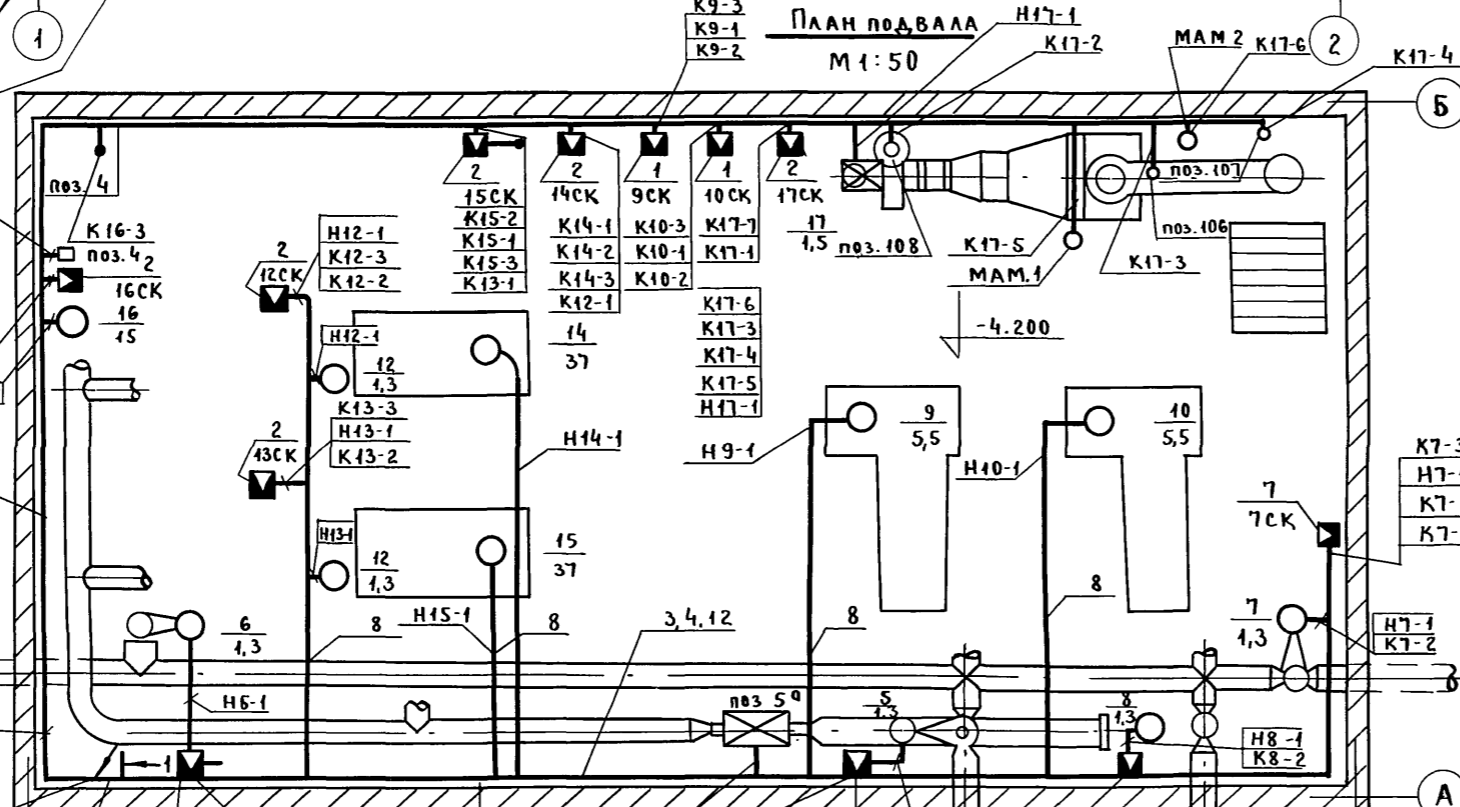 1
К9-3
К9-1
К9-2
План подвала
М 1:50
Н17-1
К17-2
МАМ 2
К17-6
2
К17-4
Б
поз. 4
К16-3
поз. 4
2
16СК
16
15
2
12СК
Н12-1
К12-3
К12-2
2
15СК
К15-2
К15-1
К15-3
К13-1
2
14СК
К14-1
К14-2
К14-3
К12-1
1
9СК
К10-3
К10-1
К10-2
1
10СК
К17-7
К17-1
2
17СК
17
1,5
поз. 108
К17-5
МАМ.1
К17-3
поз. 106
поз. 107
К17-6
К17-3
К17-4
К17-5
Н17-1
-4.200
Н12-1
12
1,3
14
37
2
13СК
К13-3
Н13-1
К13-2
Н14-1
Н9-1
9
5,5
Н10-1
10
5,5
7
7СК
Н13-1
12
1,3
15
37
6
1,3
8
Н15-1
8
3,4,12
8
8
7
1,3
Н7-1
К7-2
Н6-1
поз 5а
5
1,3
8
1,3
Н8-1
К8-2
1
А